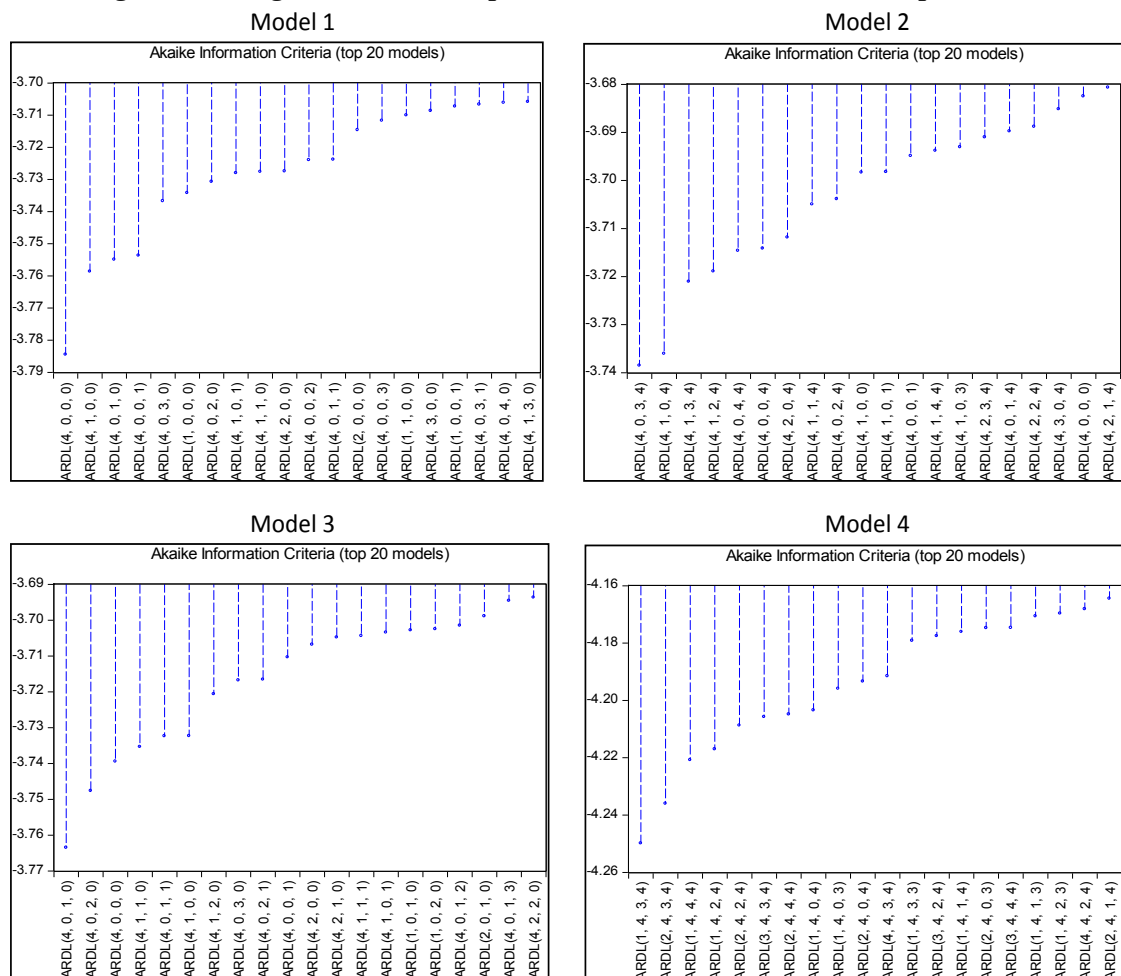 Model 1
Akaike Information Criteria (top 20 models)
-3.70
-3.71
-3.72
-3.73
-3.74
-3.75
-3.76
-3.77
-3.78
-3.79
ARDL(4, 0, 0, 0)
ARDL(4, 1, 0, 0)
ARDL(4, 0, 1, 0)
ARDL(4, 0, 0, 1)
ARDL(4, 0, 3, 0)
ARDL(1, 0, 0, 0)
ARDL(4, 0, 2, 0)
ARDL(4, 1, 0, 1)
ARDL(4, 1, 1, 0)
ARDL(4, 2, 0, 0)
ARDL(4, 0, 0, 2)
ARDL(4, 0, 1, 1)
ARDL(2, 0, 0, 0)
ARDL(4, 0, 0, 3)
ARDL(1, 1, 0, 0)
ARDL(4, 3, 0, 0)
ARDL(1, 0, 0, 1)
ARDL(4, 0, 3, 1)
ARDL(4, 0, 4, 0)
ARDL(4, 1, 3, 0)
Model 2
Akaike Information Criteria (top 20 models)
-3.68
-3.69
-3.70
-3.71
-3.72
-3.73
-3.74
ARDL(4, 0, 3, 4)
ARDL(4, 1, 0, 4)
ARDL(4, 1, 3, 4)
ARDL(4, 1, 2, 4)
ARDL(4, 0, 4, 4)
ARDL(4, 0, 0, 4)
ARDL(4, 2, 0, 4)
ARDL(4, 1, 1, 4)
ARDL(4, 0, 2, 4)
ARDL(4, 1, 0, 0)
ARDL(4, 1, 0, 1)
ARDL(4, 0, 0, 1)
ARDL(4, 1, 4, 4)
ARDL(4, 1, 0, 3)
ARDL(4, 2, 3, 4)
ARDL(4, 0, 1, 4)
ARDL(4, 2, 2, 4)
ARDL(4, 3, 0, 4)
ARDL(4, 0, 0, 0)
ARDL(4, 2, 1, 4)
Model 3
Akaike Information Criteria (top 20 models)
-3.69
-3.70
-3.71
-3.72
-3.73
-3.74
-3.75
-3.76
-3.77
ARDL(4, 0, 1, 0)
ARDL(4, 0, 2, 0)
ARDL(4, 0, 0, 0)
ARDL(4, 1, 1, 0)
ARDL(4, 0, 1, 1)
ARDL(4, 1, 0, 0)
ARDL(4, 1, 2, 0)
ARDL(4, 0, 3, 0)
ARDL(4, 0, 2, 1)
ARDL(4, 0, 0, 1)
ARDL(4, 2, 0, 0)
ARDL(4, 2, 1, 0)
ARDL(4, 1, 1, 1)
ARDL(4, 1, 0, 1)
ARDL(1, 0, 1, 0)
ARDL(1, 0, 2, 0)
ARDL(4, 0, 1, 2)
ARDL(2, 0, 1, 0)
ARDL(4, 0, 1, 3)
ARDL(4, 2, 2, 0)
Model 4
Akaike Information Criteria (top 20 models)
-4.16
-4.18
-4.20
-4.22
-4.24
-4.26
ARDL(1, 4, 3, 4)
ARDL(2, 4, 3, 4)
ARDL(1, 4, 4, 4)
ARDL(1, 4, 2, 4)
ARDL(2, 4, 2, 4)
ARDL(3, 4, 3, 4)
ARDL(2, 4, 4, 4)
ARDL(1, 4, 0, 4)
ARDL(1, 4, 0, 3)
ARDL(2, 4, 0, 4)
ARDL(4, 4, 3, 4)
ARDL(1, 4, 3, 3)
ARDL(3, 4, 2, 4)
ARDL(1, 4, 1, 4)
ARDL(2, 4, 0, 3)
ARDL(3, 4, 4, 4)
ARDL(1, 4, 1, 3)
ARDL(1, 4, 2, 3)
ARDL(4, 4, 2, 4)
ARDL(2, 4, 1, 4)